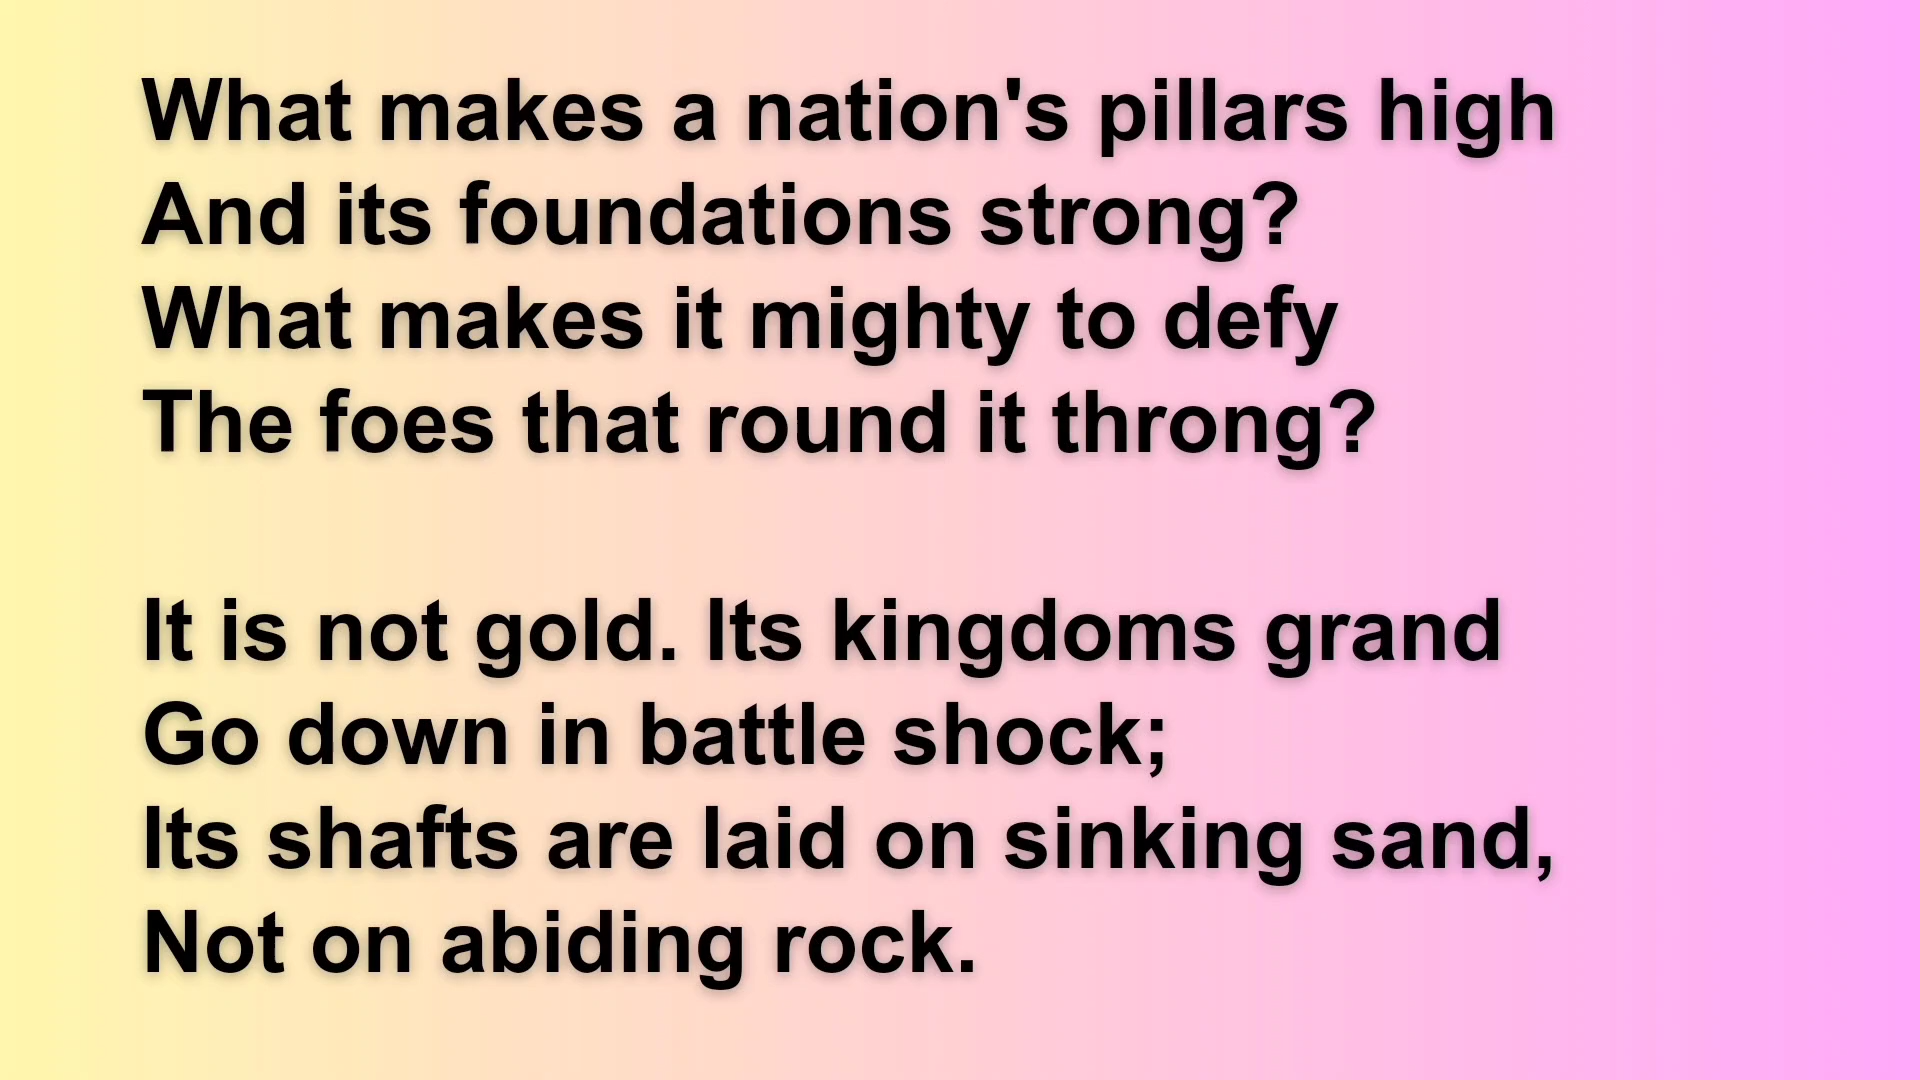 What makes a nation's pillars high
And its foundations strong?
What makes it mighty to defy
The foes that round it throng?
It is not gold. Its kingdoms grand
Go down in battle shock;
Its shafts are laid on sinking sand,
Not on abiding rock.